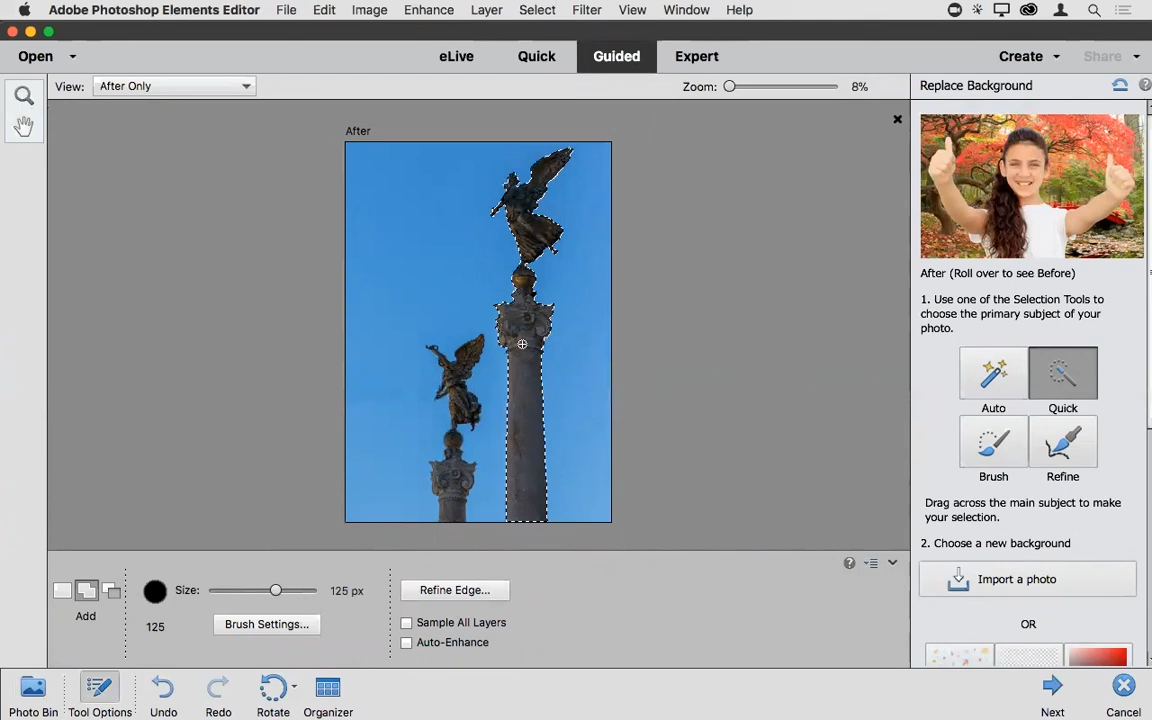 Adobe Photoshop Elements Editor File Edit Image Enhance Layer Select Filter View Window Help
Open eLive Quick Guided Expert Create Share
View: After Only Zoom: 8% Replace Background
After
After (Roll over to see Before)
1. Use one of the Selection Tools to
choose the primary subject of your
photo.
Auto Quick
Brush Refine
Drag across the main subject to make
your selection.
2. Choose a new background
Import a photo
OR
Size: 125 px Refine Edge...
Add 125 Brush Settings... Sample All Layers
Auto-Enhance
Photo Bin Tool Options Undo Redo Rotate Organizer Next Cancel